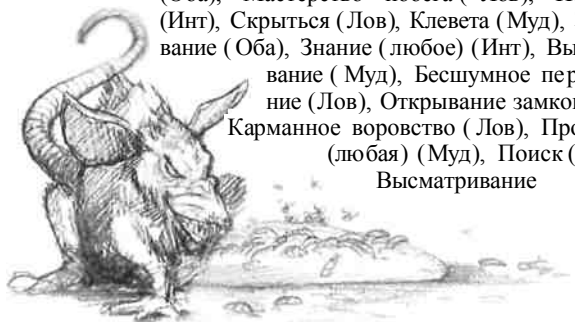 (Оба), Мастерство побега (Лов),
(Инт), Скрыться (Лов), Клевета (Муд),
вание (Оба), Знание (любое) (Инт), Вы
вание (Муд), Бесшумное пер
ние (Лов), Открывание замко
Карманное воровство (Лов), Про
(любая) (Муд), Поиск (
Высматривание